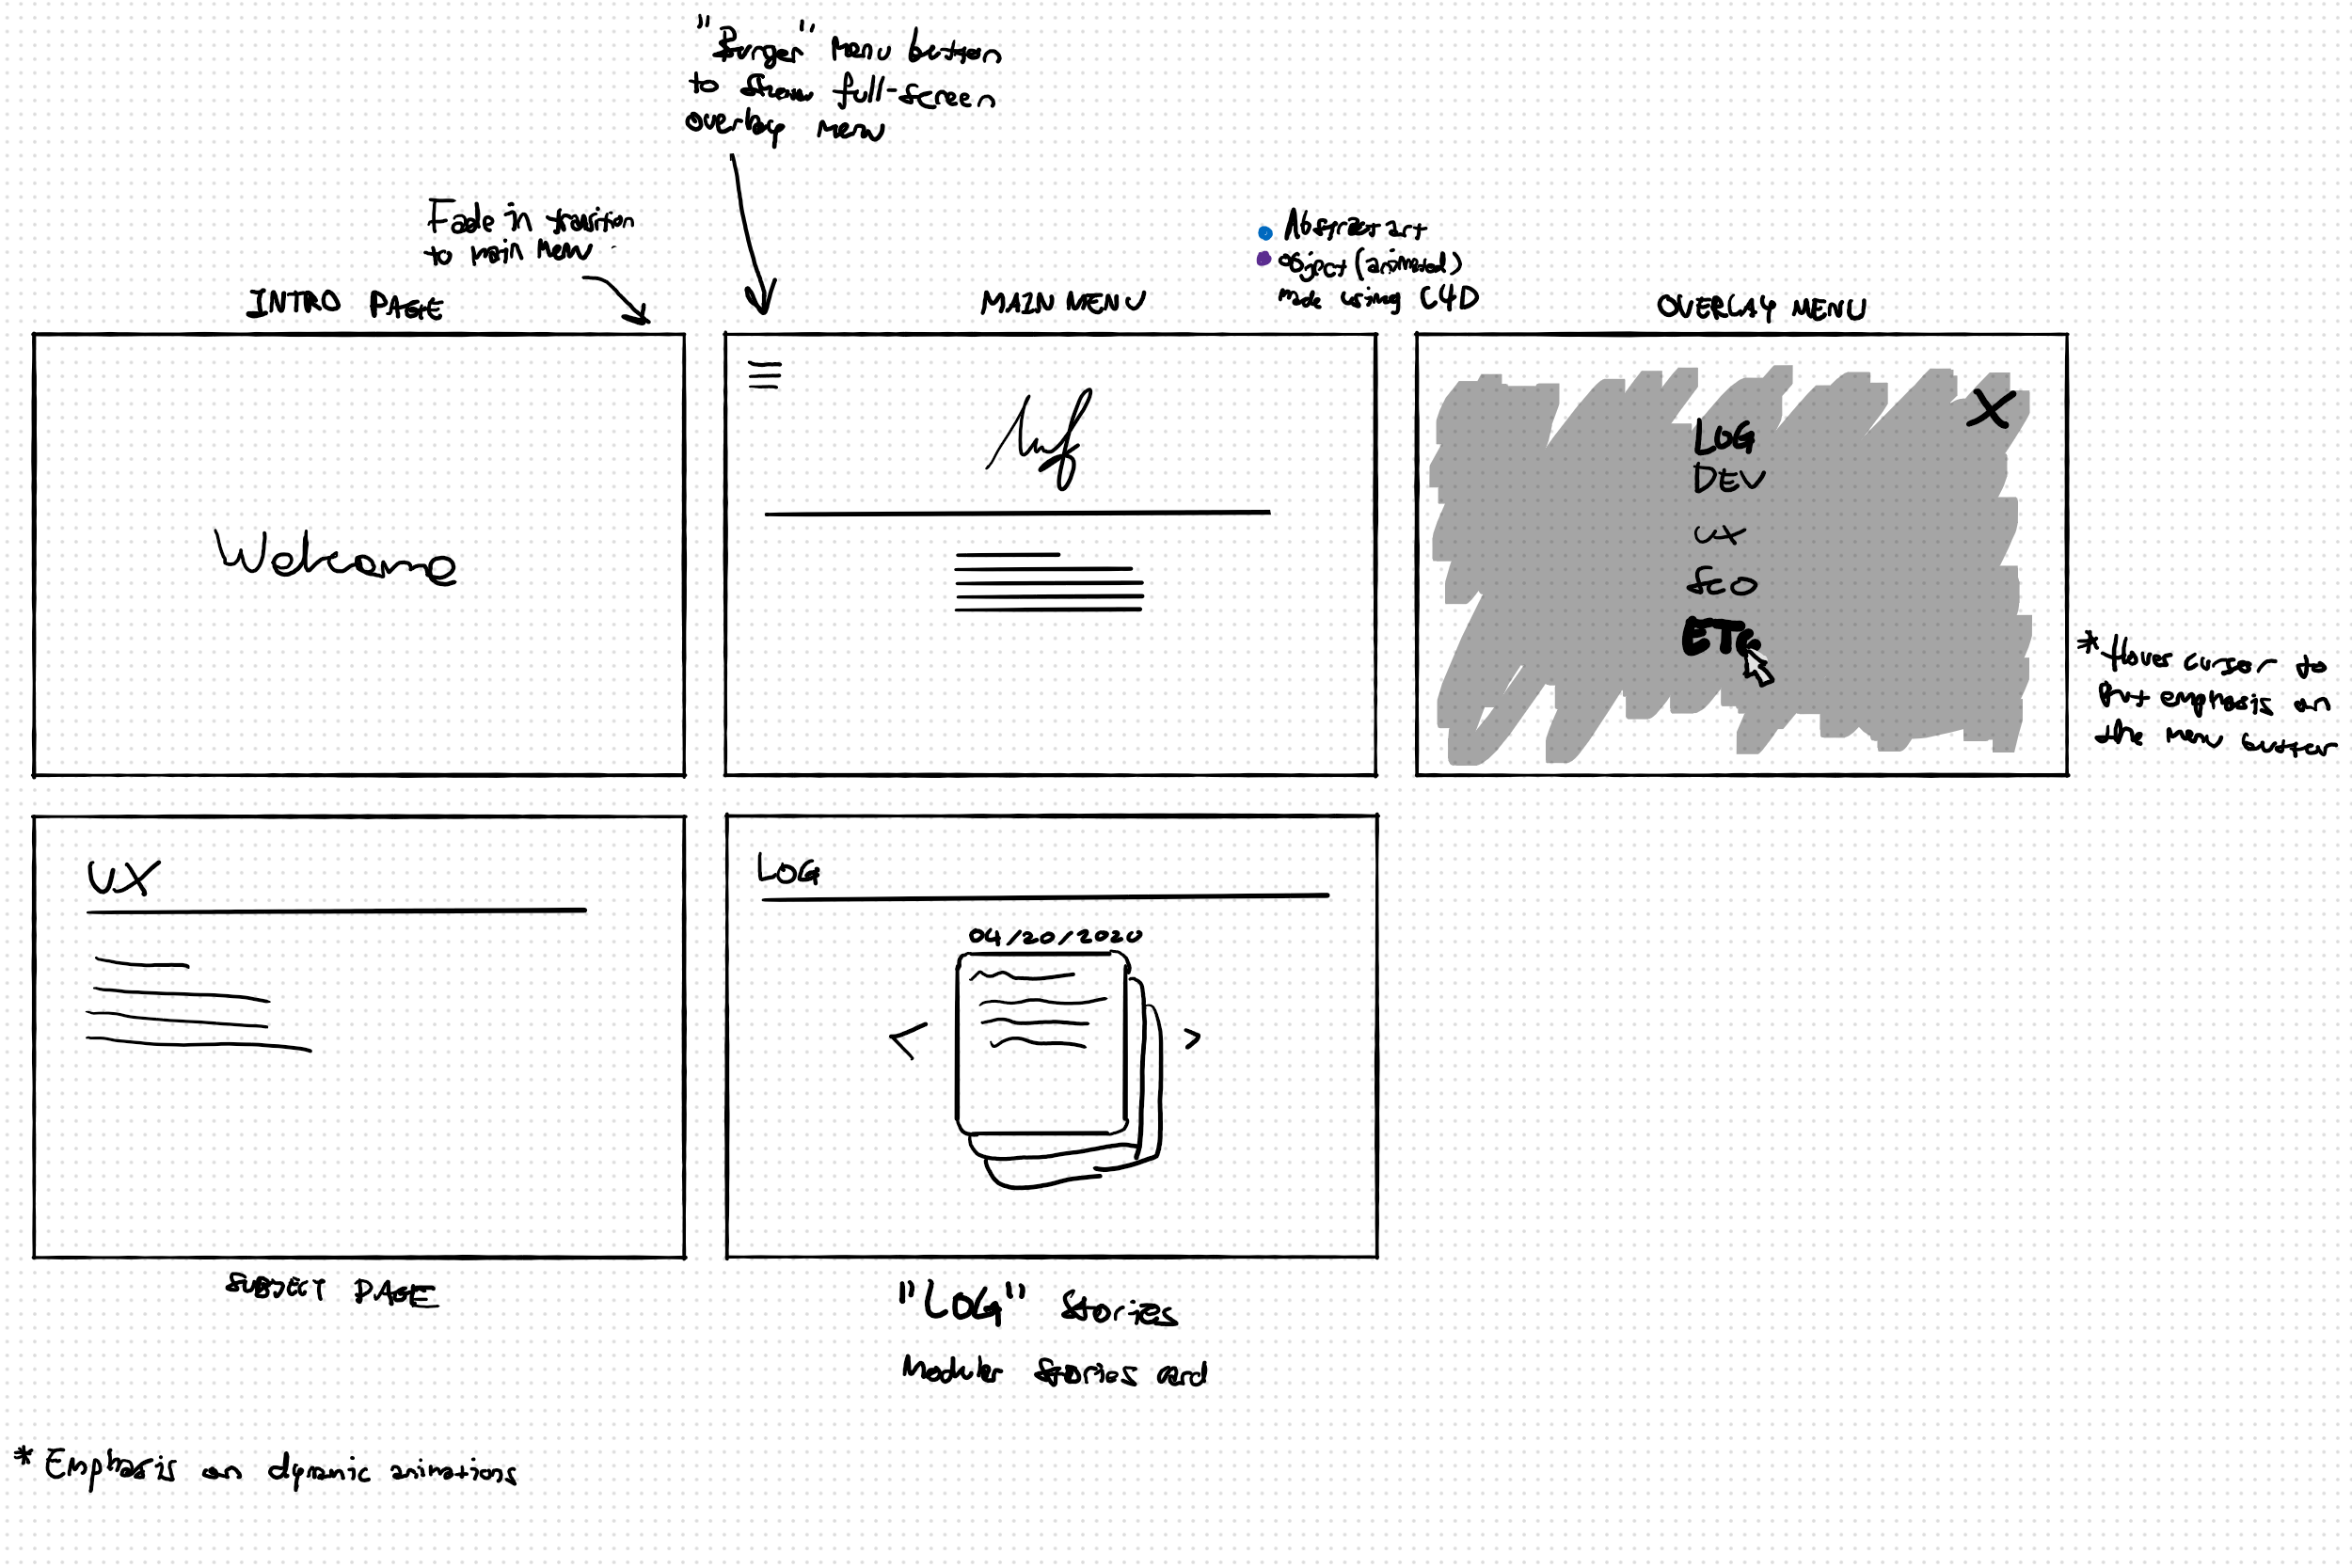 "Burger" Menu button
to show full-screen
overlay menu
Fade in transition
to main menu
Abstract art
object (animated)
made using C4D
INTRO PAGE
MAIN MENU
OVERLAY MENU
Welcome
X
LOG
DEV
UX
SEO
ETC
* Hover cursor to
put emphasis on
the menu button
UX
LOG
04/20/2020
<
>
SUBJECT PAGE
"LOG" Stories
Modular stories card
* Emphasis on dynamic animations